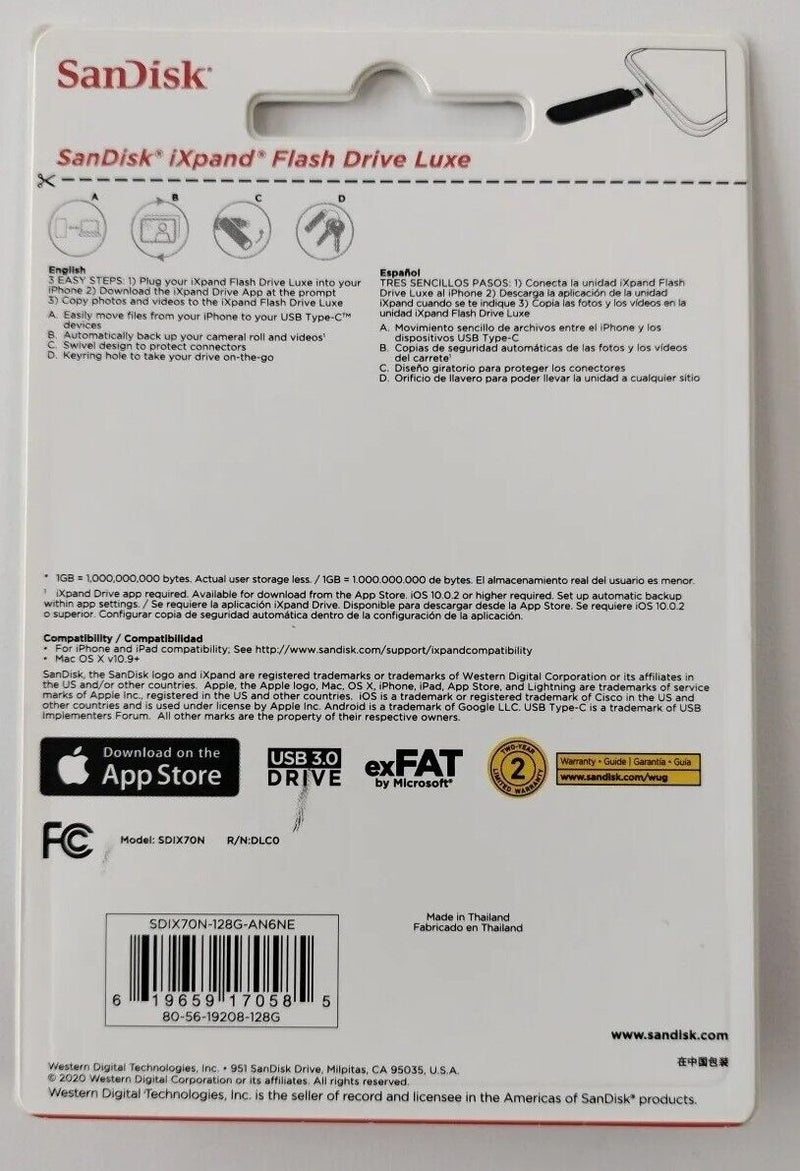 SanDisk®
SanDisk® iXpand® Flash Drive Luxe
A B C D
English
3 EASY STEPS: 1) Plug your iXpand Flash Drive Luxe into your
iPhone 2) Download the iXpand Drive App at the prompt
3) Copy photos and videos to the iXpand Flash Drive Luxe
A. Easily move files from your iPhone to your USB Type-C™
devices
B. Automatically back up your cameral roll and videos¹
C. Swivel design to protect connectors
D. Keyring hole to take your drive on-the-go
Español
TRES SENCILLOS PASOS: 1) Conecta la unidad iXpand Flash
Drive Luxe al iPhone 2) Descarga la aplicación de la unidad
iXpand cuando se te indique 3) Copia las fotos y los vídeos en la
unidad iXpand Flash Drive Luxe
A. Movimiento sencillo de archivos entre el iPhone y los
dispositivos USB Type-C
B. Copias de seguridad automáticas de las fotos y los vídeos
del carrete¹
C. Diseño giratorio para proteger los conectores
D. Orificio de llavero para poder llevar la unidad a cualquier sitio
* 1GB = 1,000,000,000 bytes. Actual user storage less. / 1GB = 1.000.000.000 de bytes. El almacenamiento real del usuario es menor.
¹ iXpand Drive app required. Available for download from the App Store. iOS 10.0.2 or higher required. Set up automatic backup
within app settings. / Se requiere la aplicación iXpand Drive. Disponible para descargar desde la App Store. Se requiere iOS 10.0.2
o superior. Configurar copia de seguridad automática dentro de la configuración de la aplicación.
Compatibility / Compatibilidad
• For iPhone and iPad compatibility; See http://www.sandisk.com/support/ixpandcompatibility
• Mac OS X v10.9+
SanDisk, the SanDisk logo and iXpand are registered trademarks or trademarks of Western Digital Corporation or its affiliates in
the US and/or other countries. Apple, the Apple logo, Mac, OS X, iPhone, iPad, App Store, and Lightning are trademarks of service
marks of Apple Inc., registered in the US and other countries. iOS is a trademark or registered trademark of Cisco in the US and
other countries and is used under license by Apple Inc. Android is a trademark of Google LLC. USB Type-C is a trademark of USB
Implementers Forum. All other marks are the property of their respective owners.
Download on the
App Store
USB 3.0
DRIVE
exFAT
by Microsoft®
TWO-YEAR
2
LIMITED WARRANTY
Warranty • Guide | Garantía • Guía
www.sandisk.com/wug
FC
Model: SDIX70N R/N:DLC0
SDIX70N-128G-AN6NE
6 19659 17058 5
80-56-19208-128G
Made in Thailand
Fabricado en Thailand
www.sandisk.com
在中国包装
Western Digital Technologies, Inc. • 951 SanDisk Drive, Milpitas, CA 95035, U.S.A.
© 2020 Western Digital Corporation or its affiliates. All rights reserved.
Western Digital Technologies, Inc. is the seller of record and licensee in the Americas of SanDisk® products.